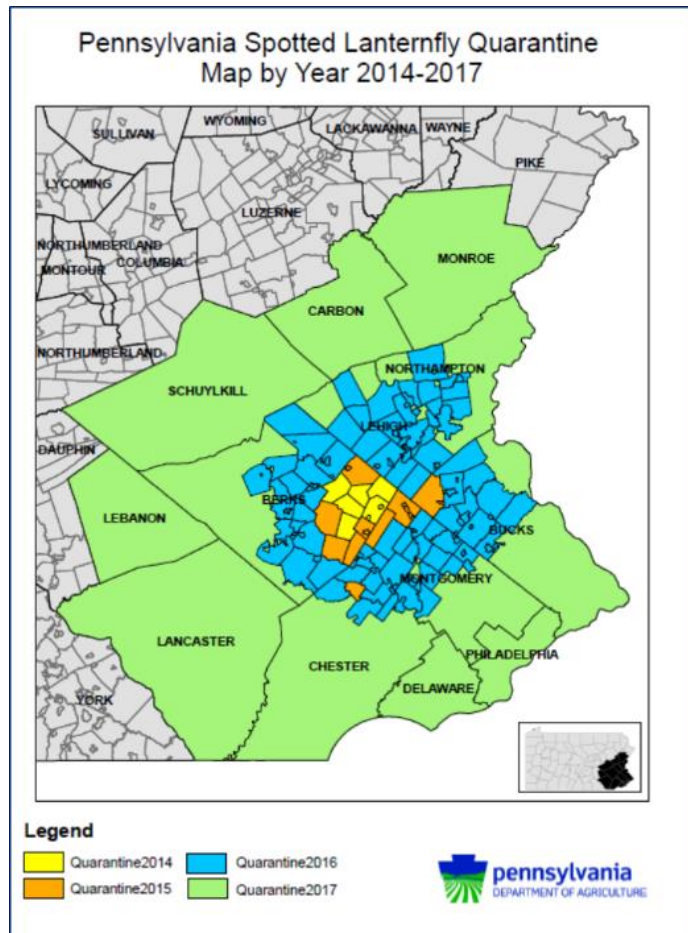 Pennsylvania Spotted Lanternfly Quarantine
Map by Year 2014-2017
WYOMING
SULLIVAN
LACKAWANNA
WAYNE
PIKE
LYCOMING
LUZERNE
NORTHUMBERLAND
COLUMBIA
MONTOUR
MONROE
CARBON
NORTHUMBERLAND
NORTHAMPTON
SCHUYLKILL
LEHIGH
DAUPHIN
BERKS
LEBANON
BUCKS
MONTGOMERY
LANCASTER
PHILADELPHIA
CHESTER
DELAWARE
YORK
Legend
Quarantine2014
Quarantine2016
Quarantine2015
Quarantine2017
pennsylvania
DEPARTMENT OF AGRICULTURE